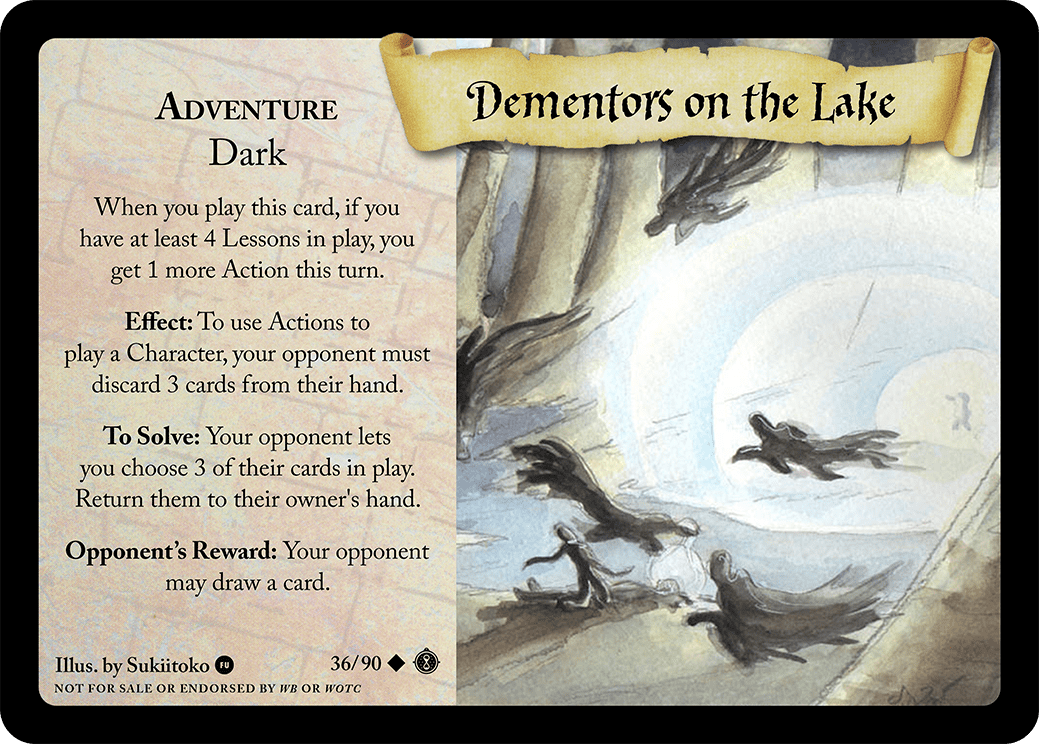 Dementors on the Lake
ADVENTURE
Dark
When you play this card, if you
have at least 4 Lessons in play, you
get 1 more Action this turn.
Effect: To use Actions to
play a Character, your opponent must
discard 3 cards from their hand.
To Solve: Your opponent lets
you choose 3 of their cards in play.
Return them to their owner's hand.
Opponent's Reward: Your opponent
may draw a card.
Illus. by Sukiitoko FU
36/90
NOT FOR SALE OR ENDORSED BY WB OR WOTC